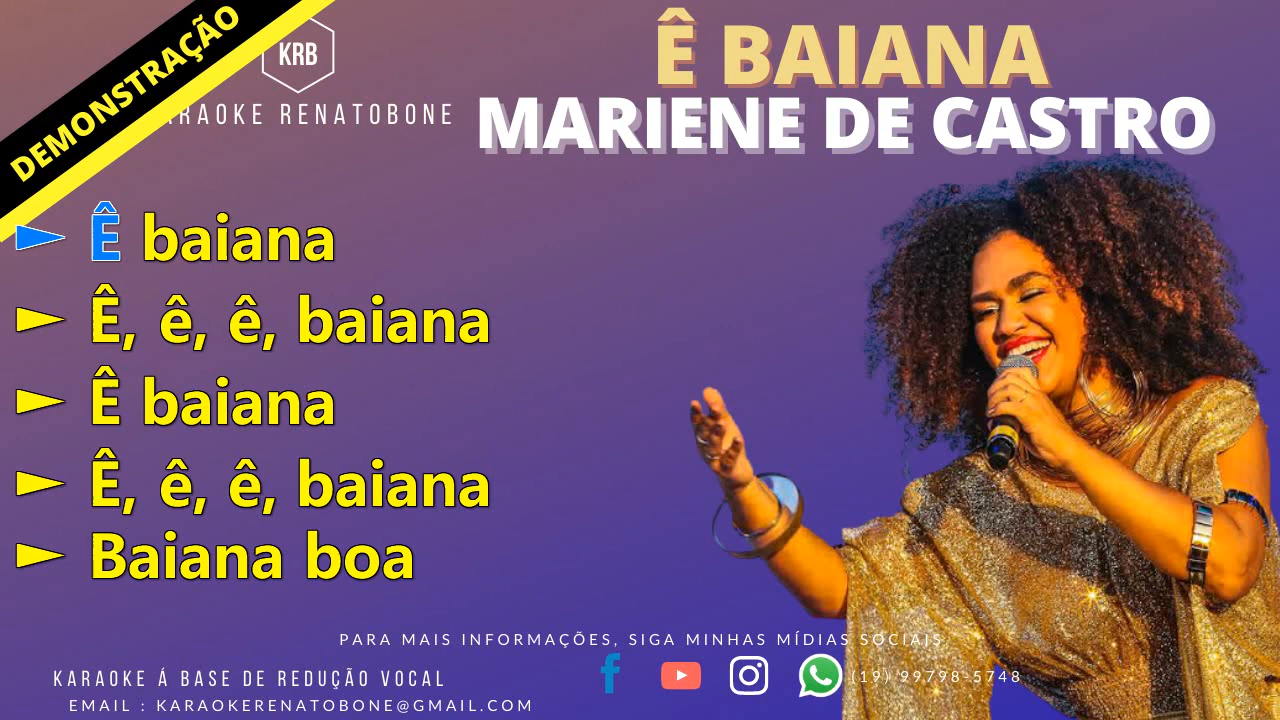 DEMONSTRAÇÃO
KRB
RAOKE RENATOBONE
Ê BAIANA
MARIENE DE CASTRO
Ê baiana
Ê, ê, ê, baiana
Ê baiana
Ê, ê, ê, baiana
Baiana boa
PARA MAIS INFORMAÇÕES, SIGA MINHAS MÍDIAS SOCIAIS
(19) 99798-5748
KARAOKE Á BASE DE REDUÇÃO VOCAL
EMAIL : KARAOKERENATOBONE@GMAIL.COM